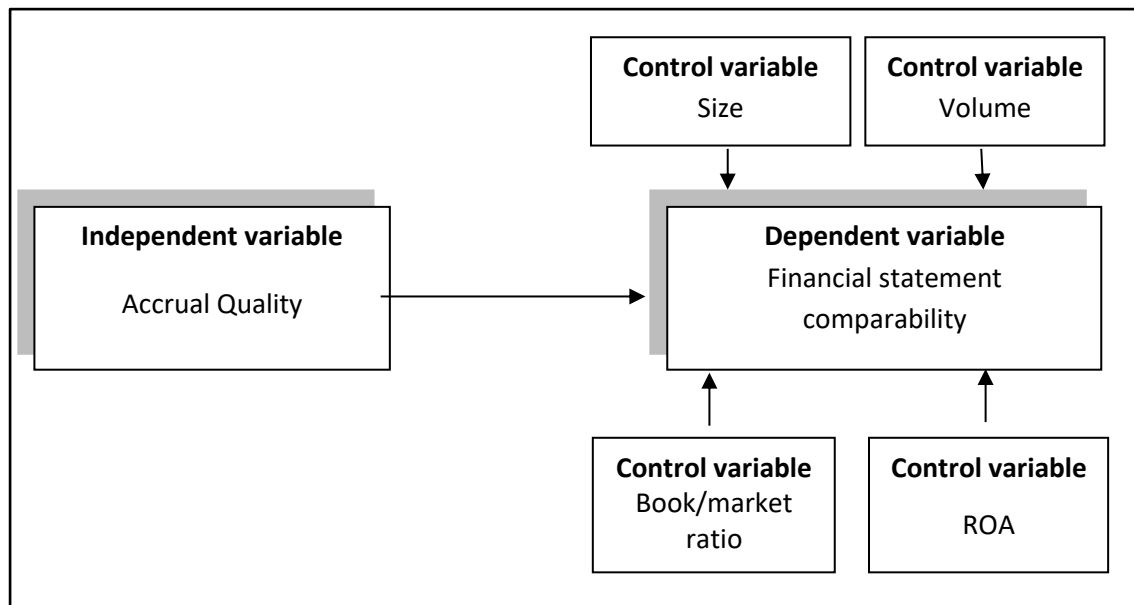 Control variable
Size
Control variable
Volume
Independent variable
Accrual Quality
Dependent variable
Financial statement
comparability
Control variable
Book/market
ratio
Control variable
ROA